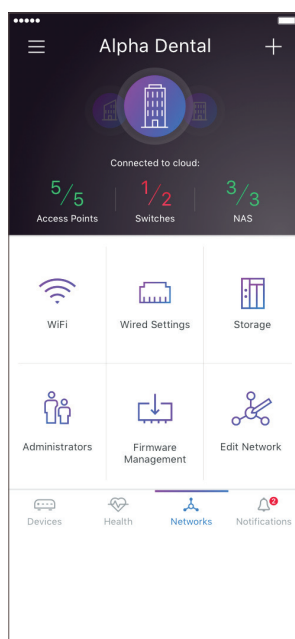 Alpha Dental
Connected to cloud:
5/5 1/2 3/3
Access Points Switches NAS
WiFi Wired Settings Storage
Administrators Firmware Management Edit Network
2
Devices Health Networks Notifications